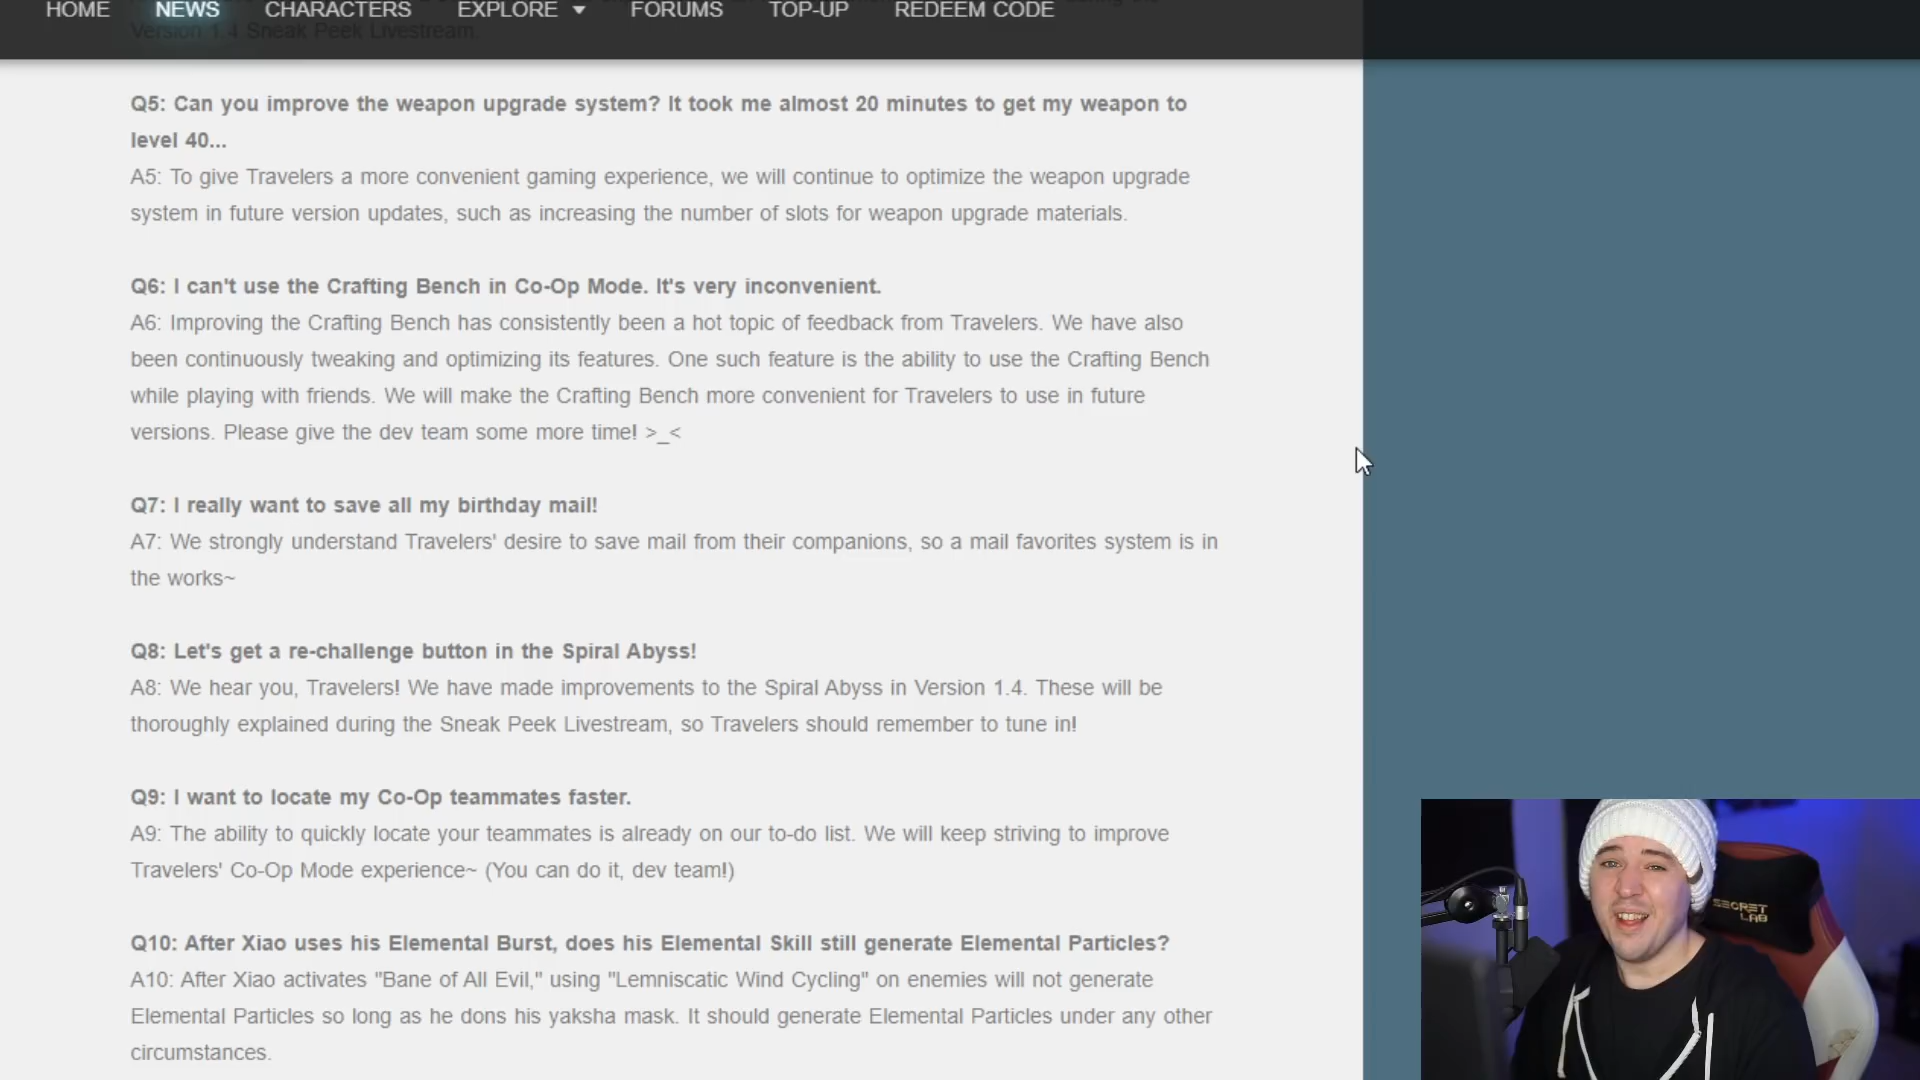 HOME NEWS CHARACTERS EXPLORE FORUMS TOP-UP REDEEM CODE
Version 1.4 Sneak Peek Livestream.
Q5: Can you improve the weapon upgrade system? It took me almost 20 minutes to get my weapon to
level 40...
A5: To give Travelers a more convenient gaming experience, we will continue to optimize the weapon upgrade
system in future version updates, such as increasing the number of slots for weapon upgrade materials.
Q6: I can't use the Crafting Bench in Co-Op Mode. It's very inconvenient.
A6: Improving the Crafting Bench has consistently been a hot topic of feedback from Travelers. We have also
been continuously tweaking and optimizing its features. One such feature is the ability to use the Crafting Bench
while playing with friends. We will make the Crafting Bench more convenient for Travelers to use in future
versions. Please give the dev team some more time! >_<
Q7: I really want to save all my birthday mail!
A7: We strongly understand Travelers' desire to save mail from their companions, so a mail favorites system is in
the works~
Q8: Let's get a re-challenge button in the Spiral Abyss!
A8: We hear you, Travelers! We have made improvements to the Spiral Abyss in Version 1.4. These will be
thoroughly explained during the Sneak Peek Livestream, so Travelers should remember to tune in!
Q9: I want to locate my Co-Op teammates faster.
A9: The ability to quickly locate your teammates is already on our to-do list. We will keep striving to improve
Travelers' Co-Op Mode experience~ (You can do it, dev team!)
Q10: After Xiao uses his Elemental Burst, does his Elemental Skill still generate Elemental Particles?
A10: After Xiao activates "Bane of All Evil," using "Lemniscatic Wind Cycling" on enemies will not generate
Elemental Particles so long as he dons his yaksha mask. It should generate Elemental Particles under any other
circumstances.
SECRET
LAB